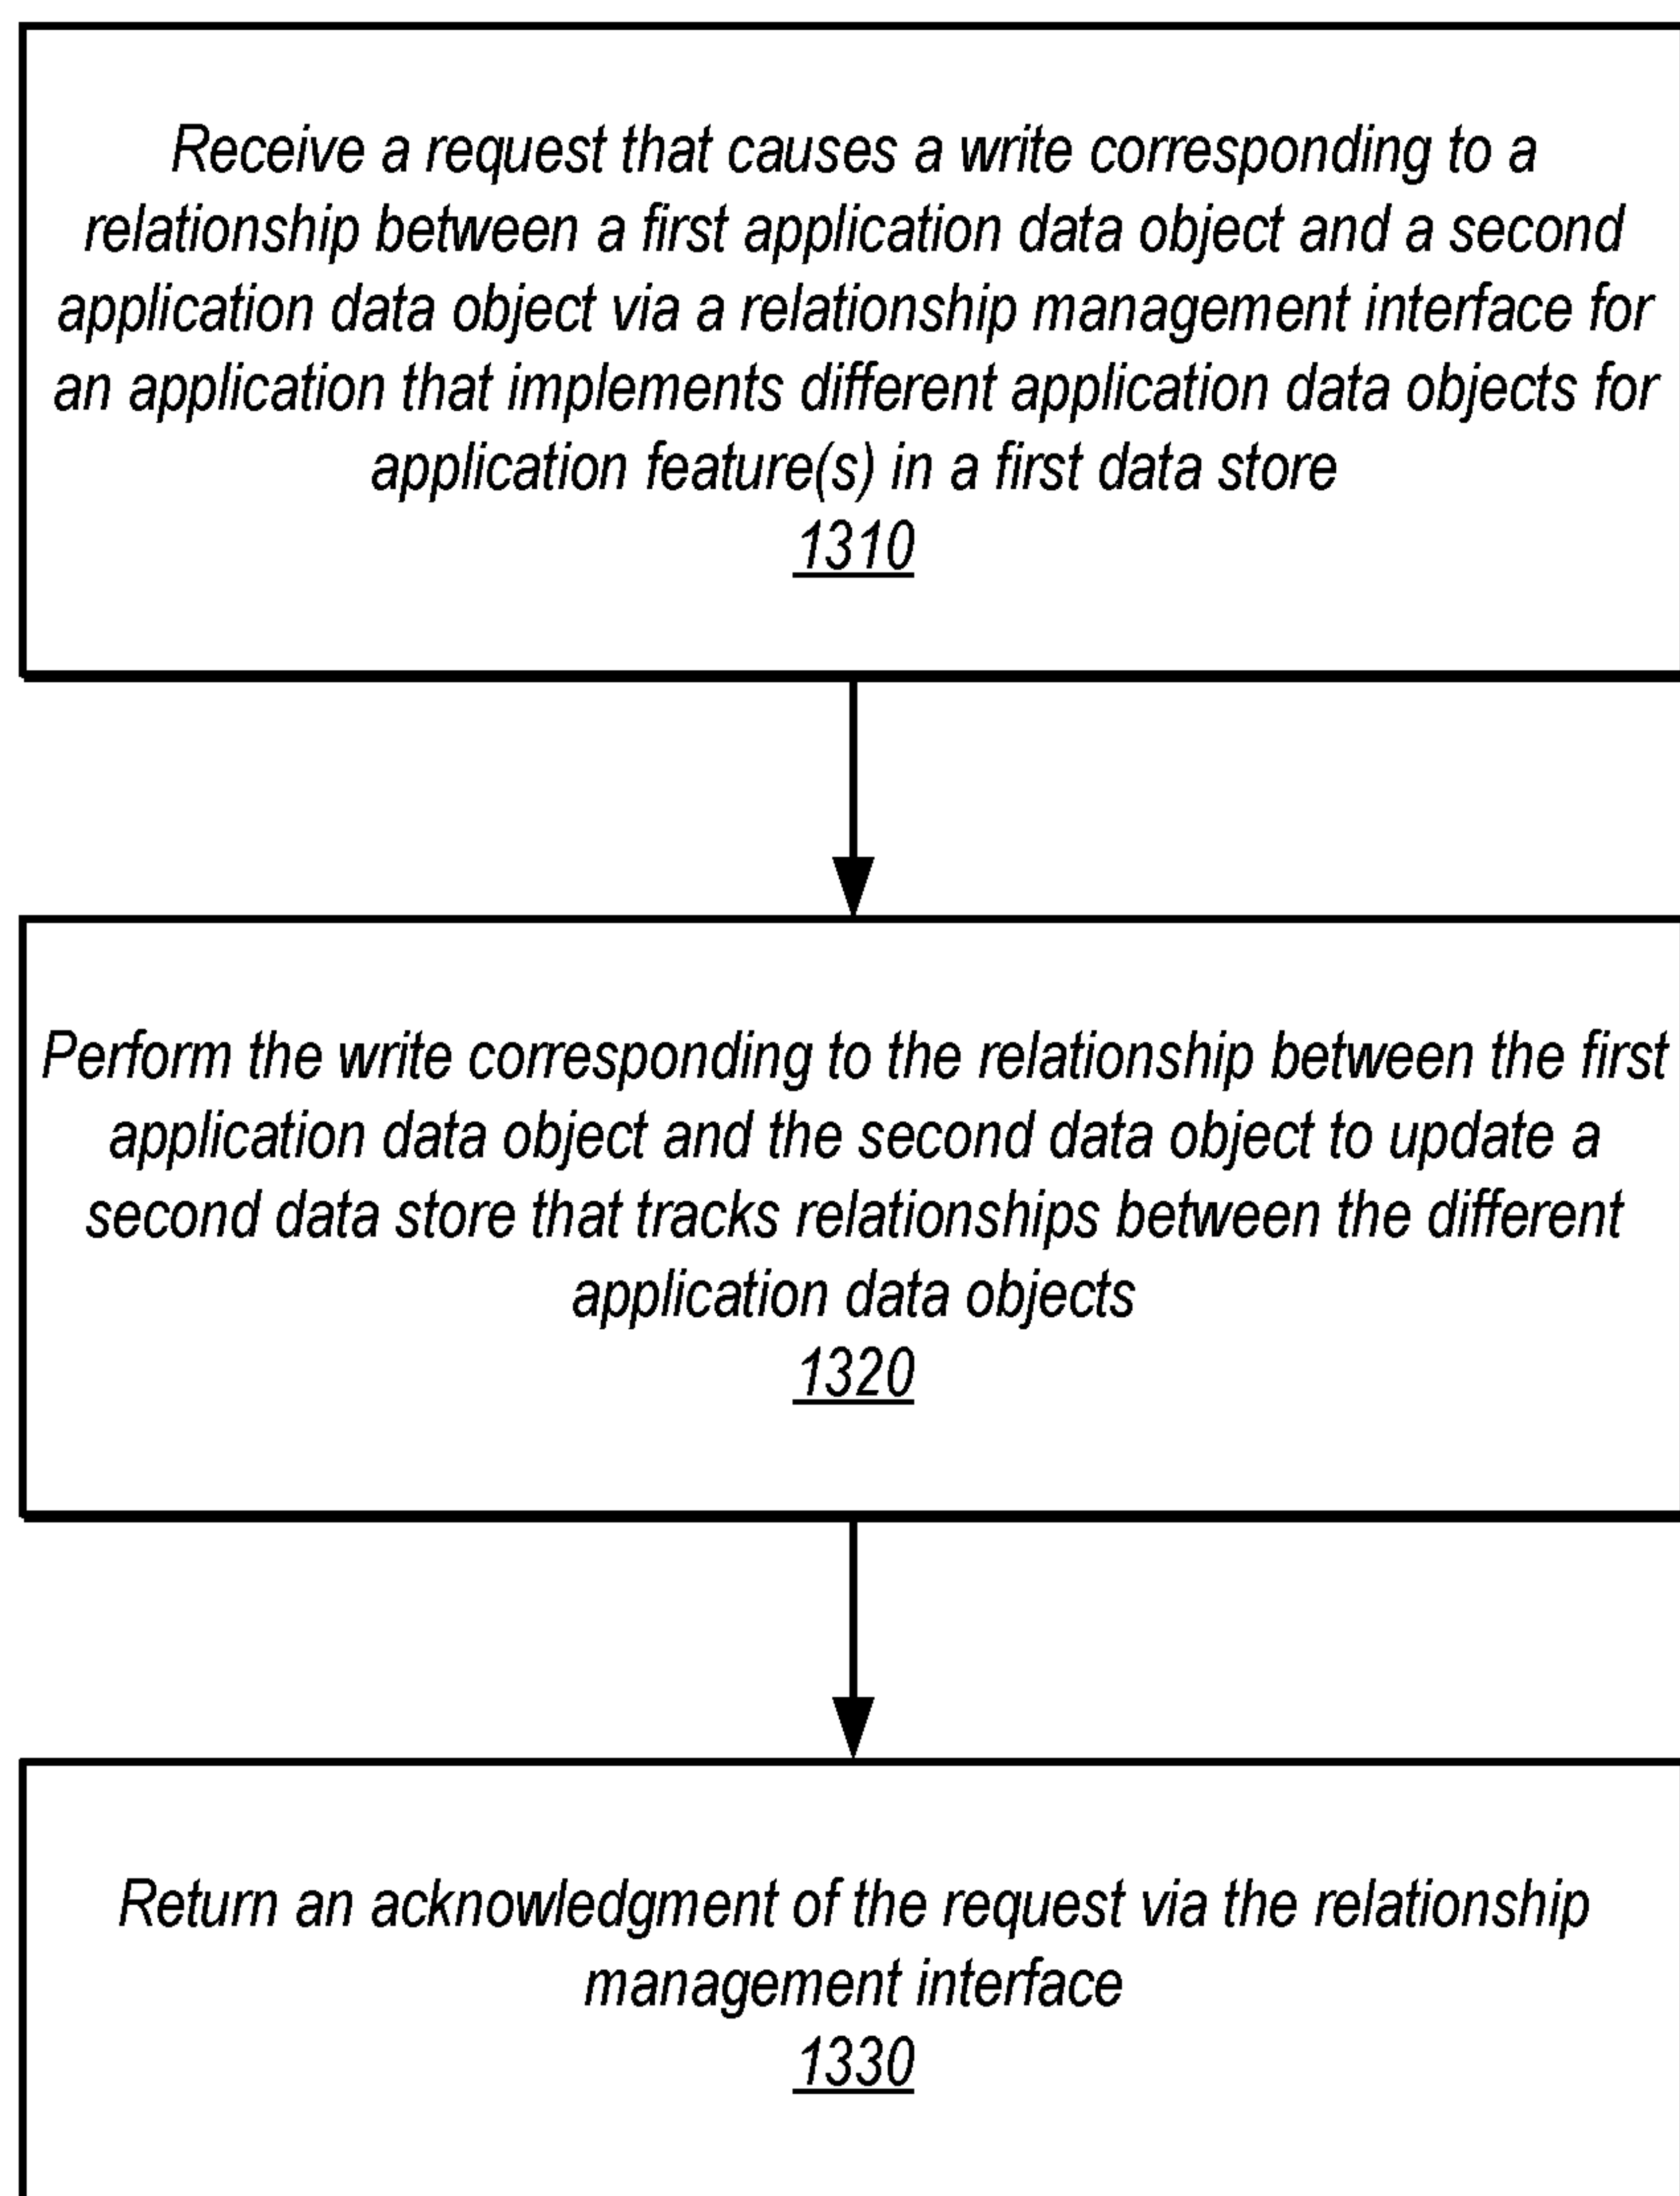 Receive a request that causes a write corresponding to a
relationship between a first application data object and a second
application data object via a relationship management interface for
an application that implements different application data objects for
application feature(s) in a first data store
1310
Perform the write corresponding to the relationship between the first
application data object and the second data object to update a
second data store that tracks relationships between the different
application data objects
1320
Return an acknowledgment of the request via the relationship
management interface
1330